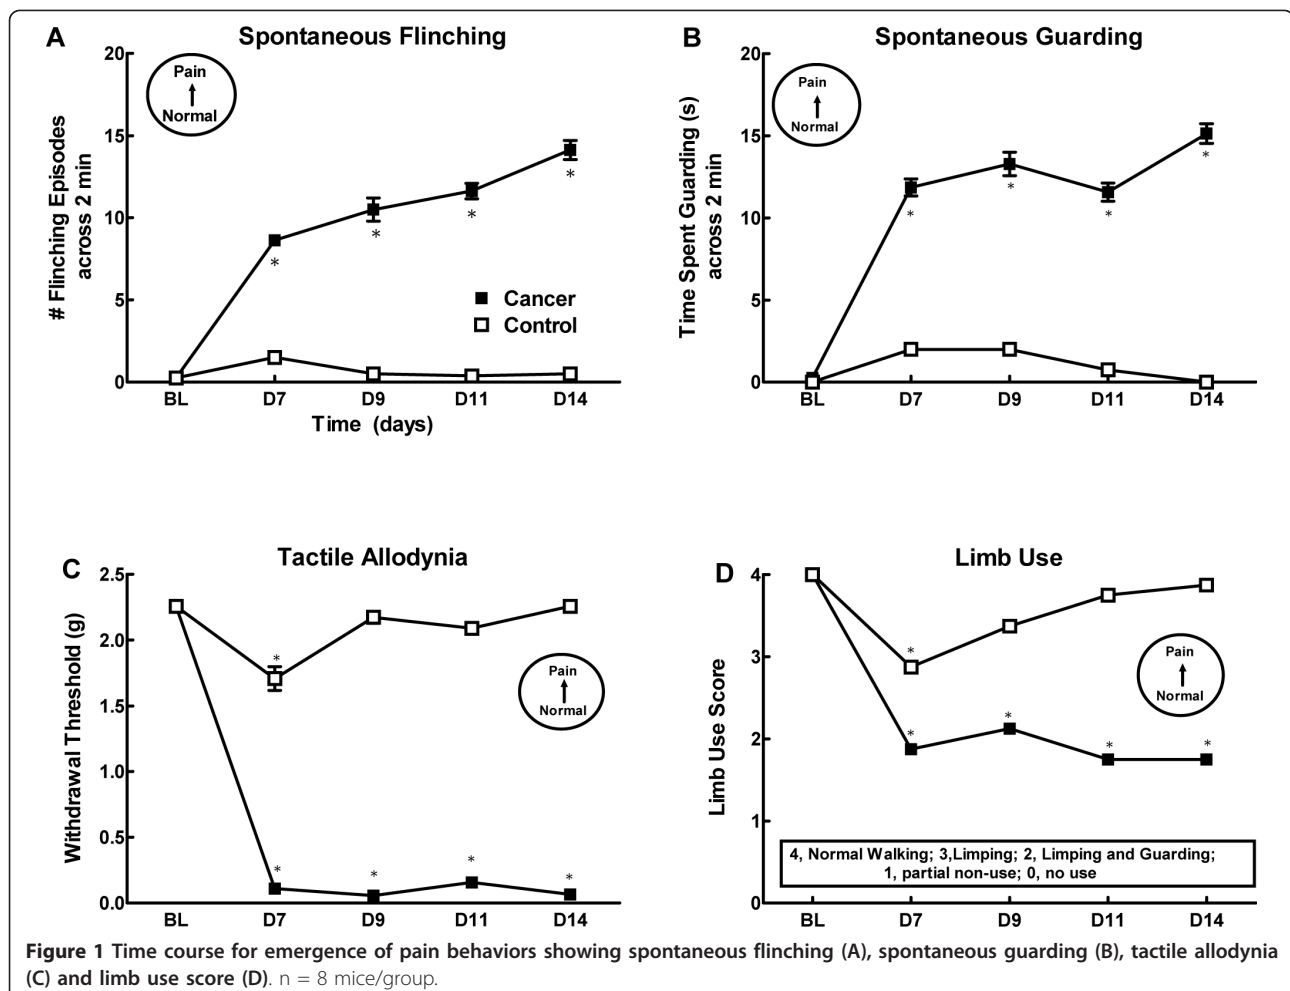 A
Spontaneous Flinching
20
15
10
5
0
# Flinching Episodes
across 2 min
Pain
Normal
Cancer
Control
BL D7 D9 D11 D14
Time (days)
B
Spontaneous Guarding
20
15
10
5
0
Time Spent Guarding (s)
across 2 min
Pain
Normal
* * * *
* * * *
BL D7 D9 D11 D14
C
Tactile Allodynia
2.5
2.0
1.5
1.0
0.5
0.0
Withdrawal Threshold (g)
Pain
Normal
*
* * * *
BL D7 D9 D11 D14
D
Limb Use
4
3
2
1
0
Limb Use Score
Pain
Normal
*
* * * *
4, Normal Walking; 3,Limping; 2, Limping and Guarding;
1, partial non-use; 0, no use
BL D7 D9 D11 D14
Figure 1 Time course for emergence of pain behaviors showing spontaneous flinching (A), spontaneous guarding (B), tactile allodynia
(C) and limb use score (D). n = 8 mice/group.